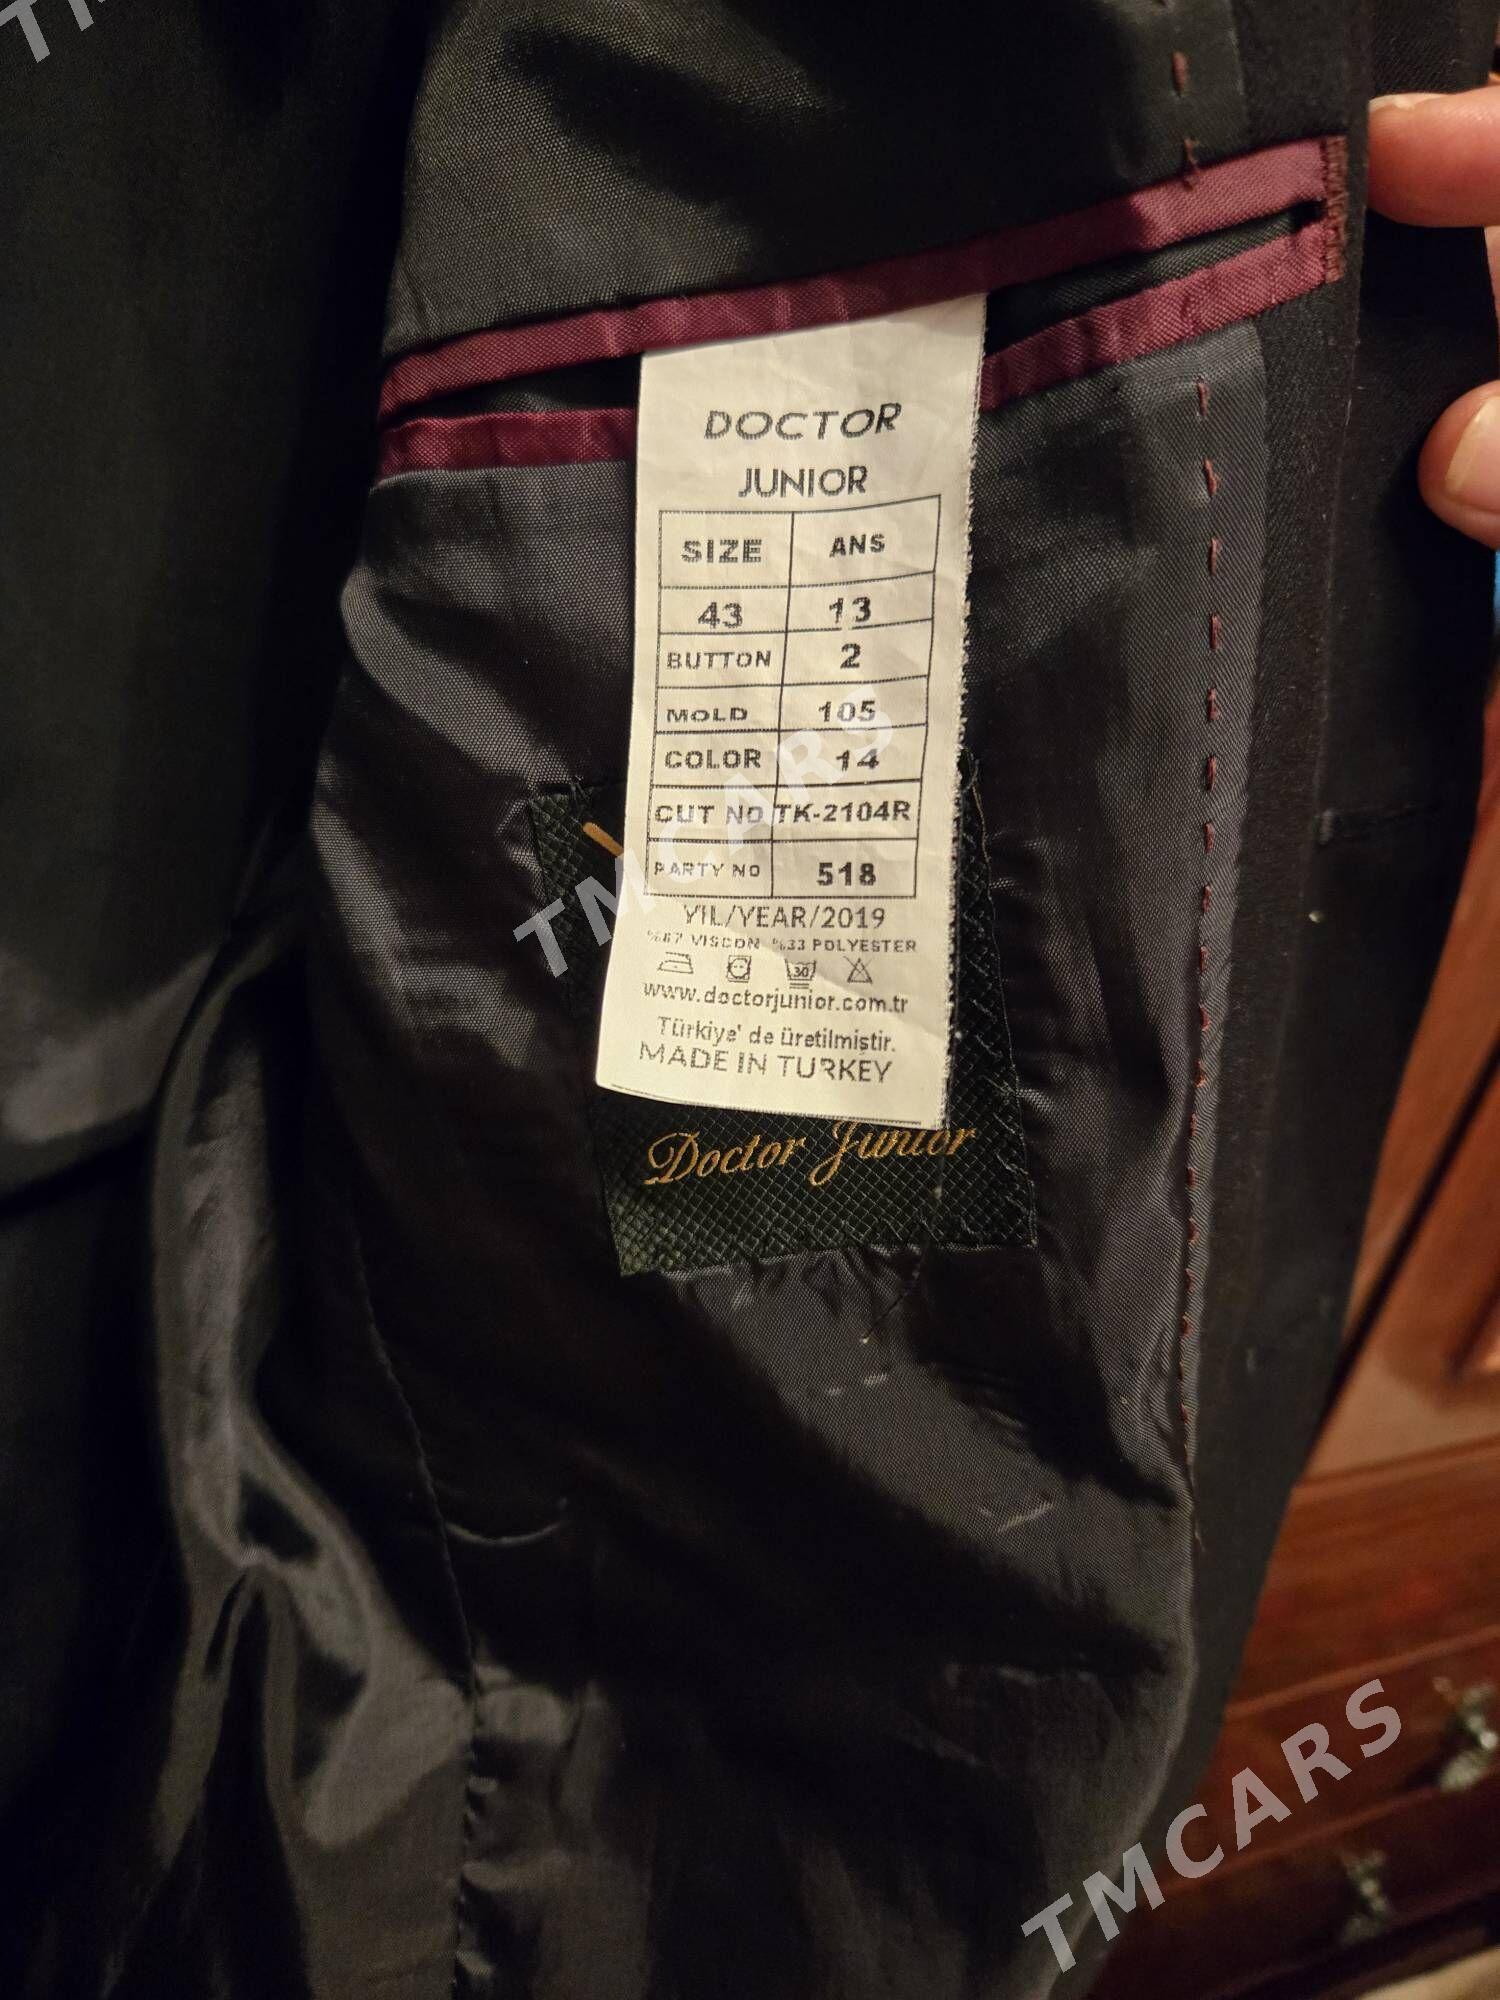 DOCTOR
JUNIOR
SIZE ANS
43 13
BUTTON 2
MOLD 105
COLOR 14
CUT NO TK-2104R
PARTY NO 518
YIL/YEAR/2019
%67 VISCON %33 POLYESTER
30
www.doctorjunior.com.tr
Türkiye' de üretilmiştir.
MADE IN TURKEY
Doctor Junior
TMCARS
TMCARS